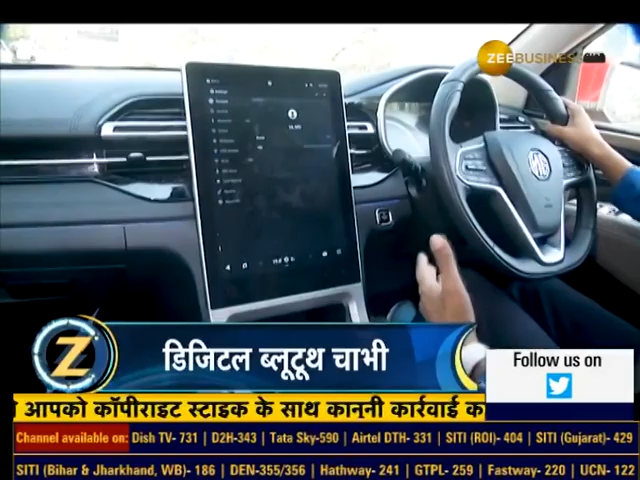 ZEEBUSINESS
MG
डिजिटल ब्लूटूथ चाभी
Z
Follow us on
आपको कॉपीराइट स्टाइक के साथ कानूनी कार्रवाई क
Channel available on: Dish TV- 731 | D2H-343 | Tata Sky-590 | Airtel DTH- 331 | SITI (ROI)- 404 | SITI (Gujarat)- 429
SITI (Bihar & Jharkhand, WB)- 186 | DEN-355/356 | Hathway- 241 | GTPL- 259 | Fastway- 220 | UCN- 122